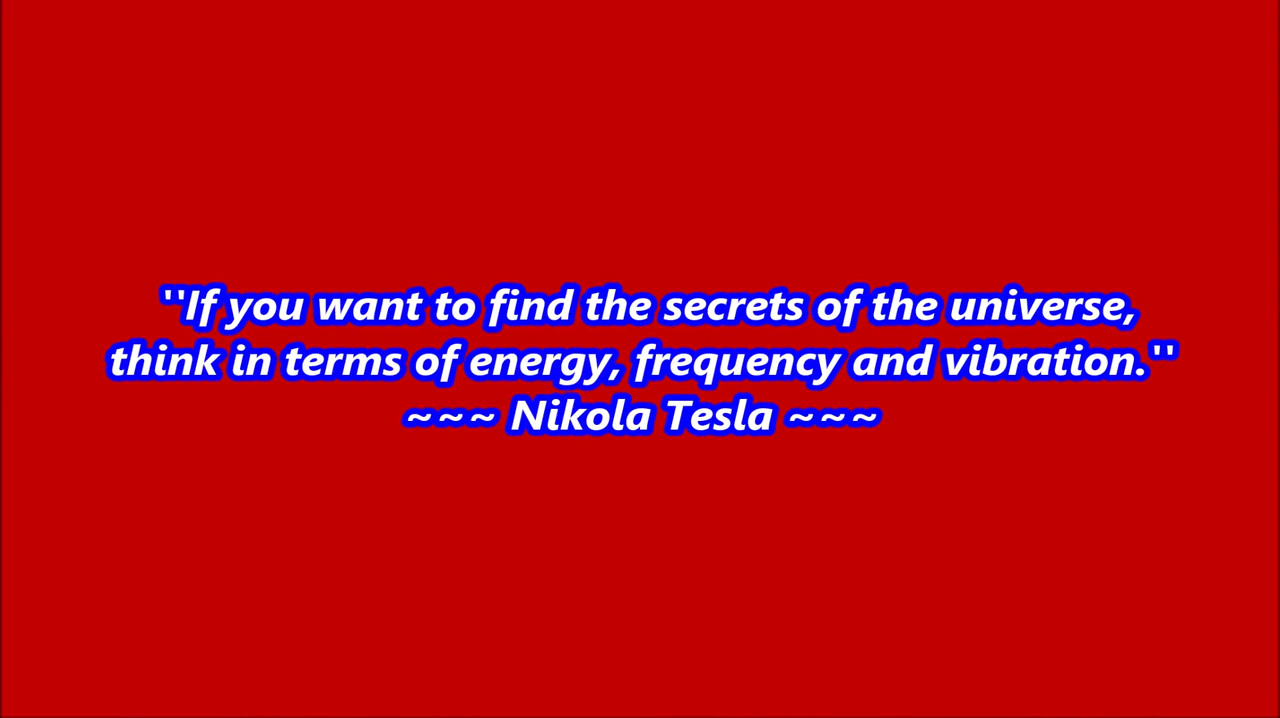 ''If you want to find the secrets of the universe,
think in terms of energy, frequency and vibration.''
~~~ Nikola Tesla ~~~